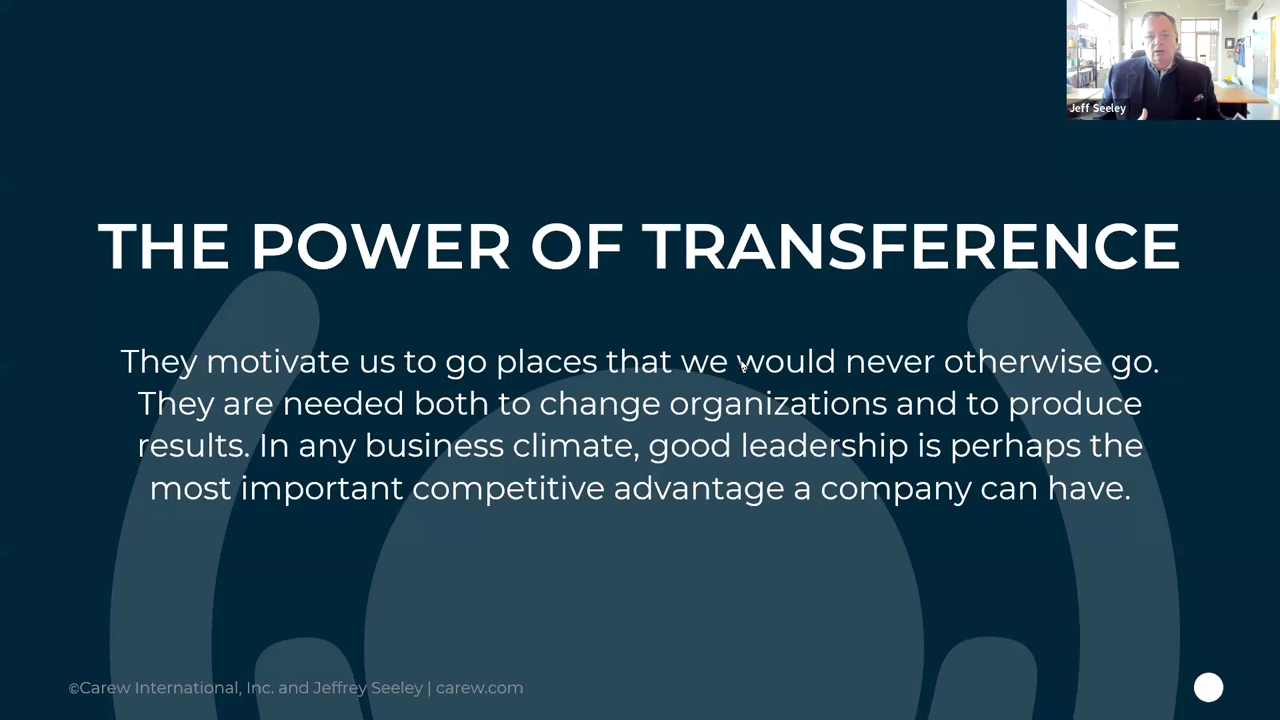 Jeff Seeley
THE POWER OF TRANSFERENCE
They motivate us to go places that we would never otherwise go.
They are needed both to change organizations and to produce
results. In any business climate, good leadership is perhaps the
most important competitive advantage a company can have.
©Carew International, Inc. and Jeffrey Seeley | carew.com